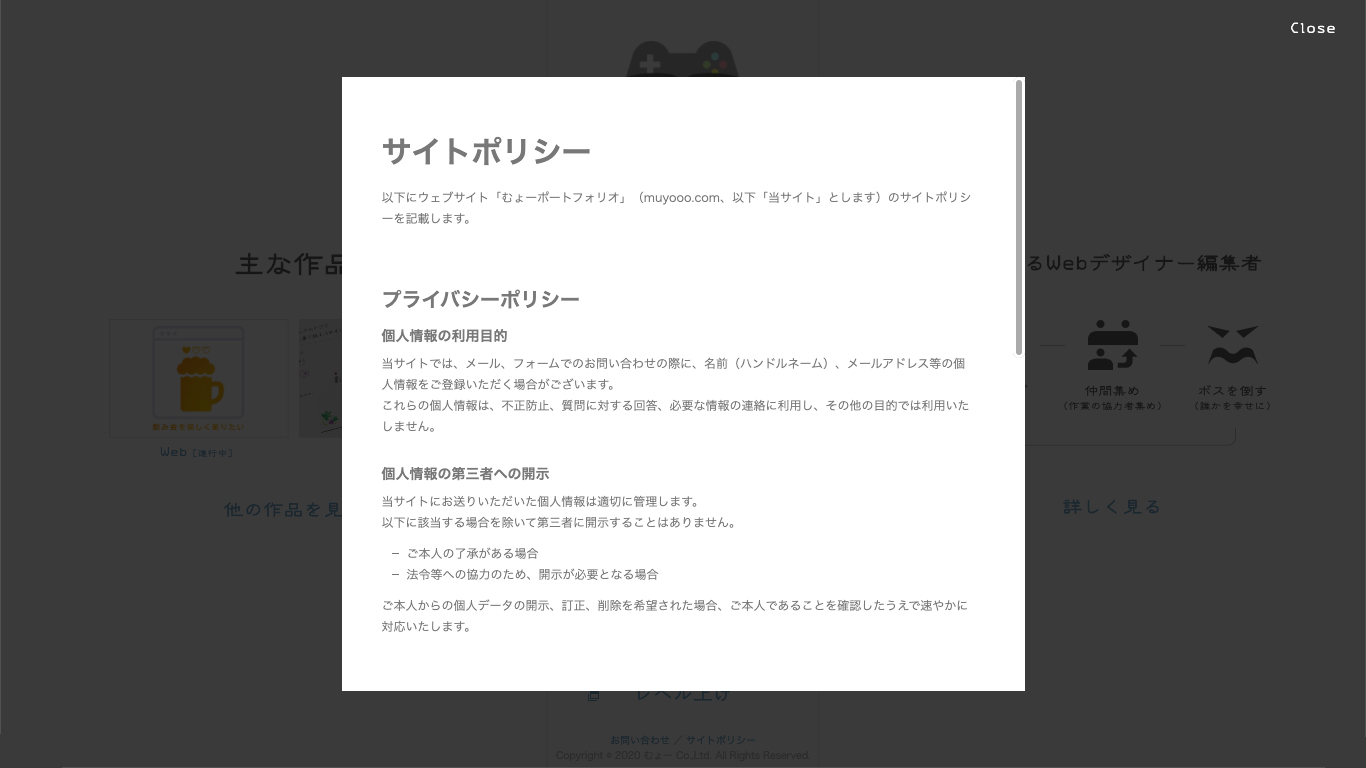 Close
サイトポリシー
以下にウェブサイト「むょーポートフォリオ」（muyooo.com、以下「当サイト」とします）のサイトポリシ
ーを記載します。
プライバシーポリシー
個人情報の利用目的
当サイトでは、メール、フォームでのお問い合わせの際に、名前（ハンドルネーム）、メールアドレス等の個
人情報をご登録いただく場合がございます。
これらの個人情報は、不正防止、質問に対する回答、必要な情報の連絡に利用し、その他の目的では利用いた
しません。
個人情報の第三者への開示
当サイトにお送りいただいた個人情報は適切に管理します。
以下に該当する場合を除いて第三者に開示することはありません。
– ご本人の了承がある場合
– 法令等への協力のため、開示が必要となる場合
ご本人からの個人データの開示、訂正、削除を希望された場合、ご本人であることを確認したうえで速やかに
対応いたします。
主な作品
飲み会を楽しく乗りたい
Web［進行中］
他の作品を見
るWebデザイナー編集者
仲間集め
（作業の協力者集め）
ボスを倒す
（誰かを幸せに）
詳しく見る
レベル上げ
お問い合わせ ／ サイトポリシー
Copyright © 2020 むょー Co.,Ltd. All Rights Reserved.